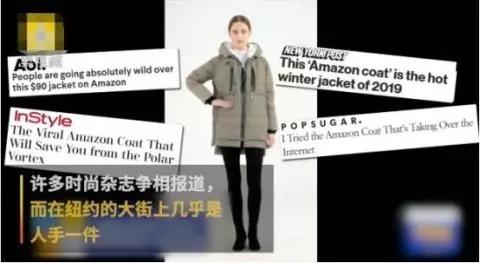 Aol.
People are going absolutely wild over
this $90 jacket on Amazon
NEW YORK POST
This ‘Amazon coat’ is the hot
winter jacket of 2019
InStyle
The Viral Amazon Coat That
Will Save You from the Polar
Vortex
POPSUGAR.
I Tried the Amazon Coat That's Taking Over the
Internet
许多时尚杂志争相报道，
而在纽约的大街上几乎是
人手一件